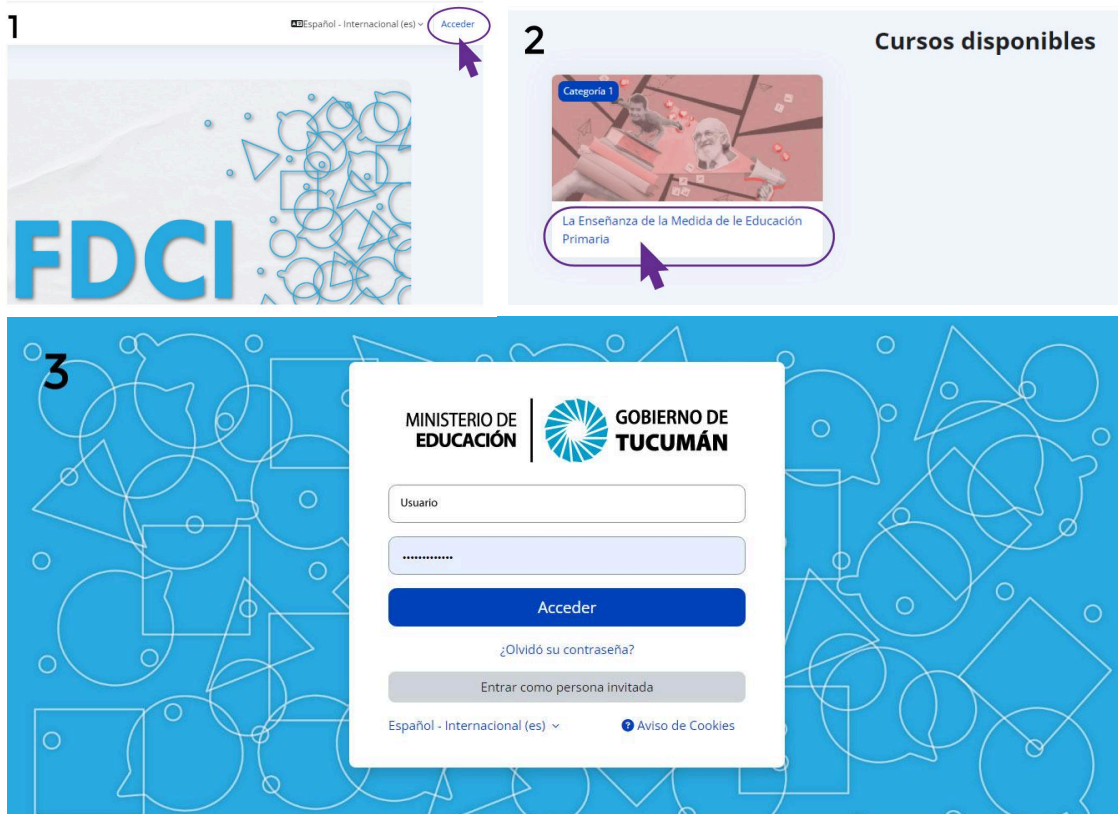 1
Español - Internacional (es)
Acceder
FDCI
2
Cursos disponibles
Categoría 1
La Enseñanza de la Medida de le Educación
Primaria
3
MINISTERIO DE
EDUCACIÓN
GOBIERNO DE
TUCUMÁN
Usuario
•••••••••••••
Acceder
¿Olvidó su contraseña?
Entrar como persona invitada
Español - Internacional (es)
Aviso de Cookies